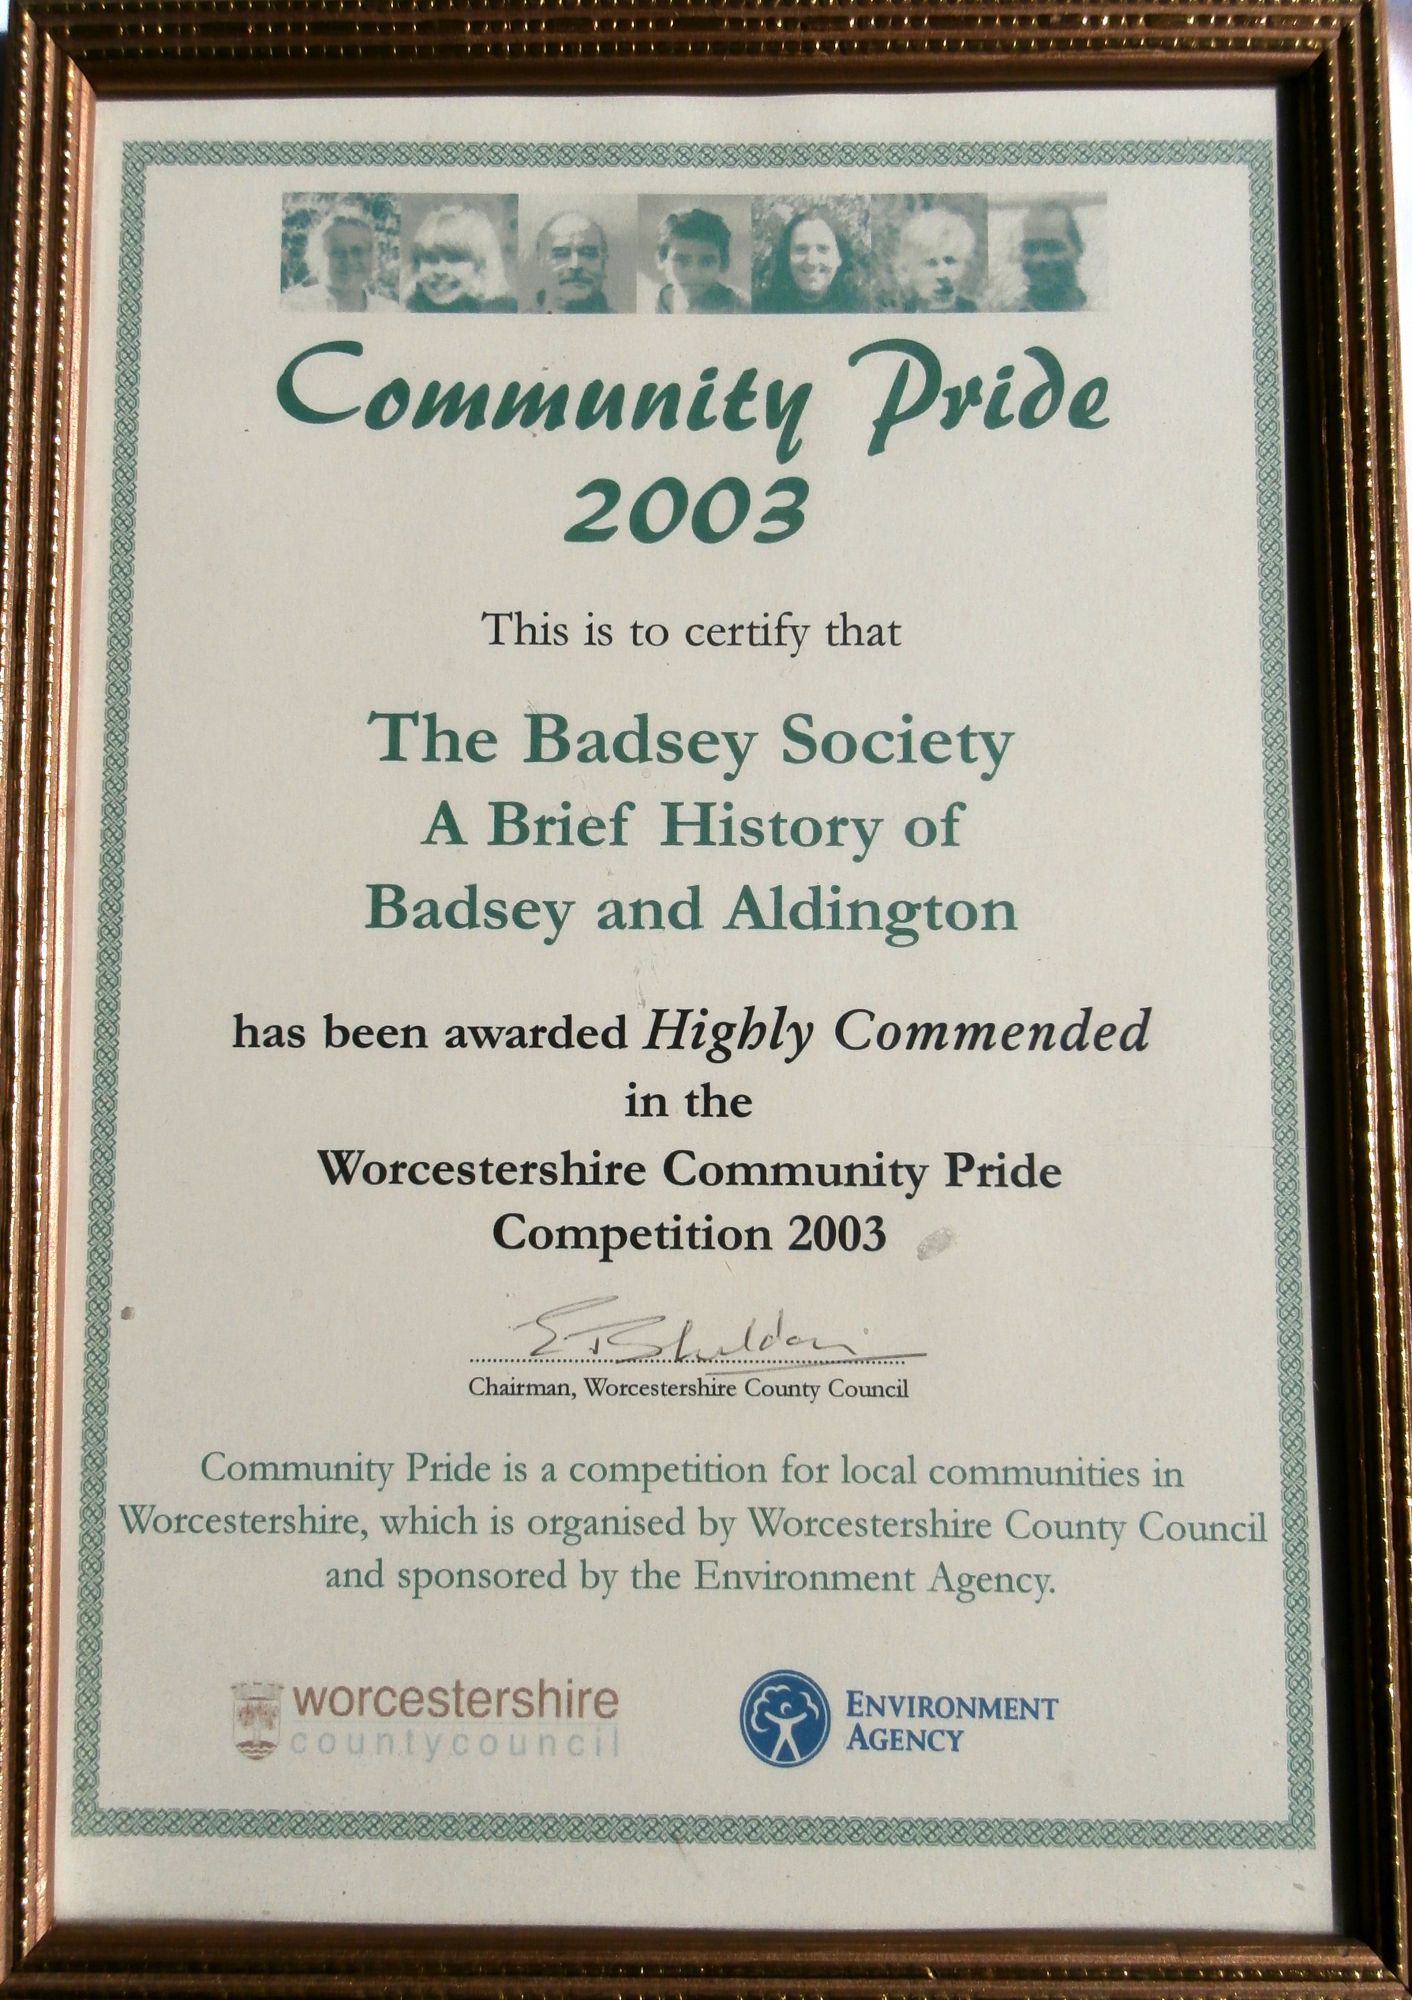 Community Pride
2003
This is to certify that
The Badsey Society
A Brief History of
Badsey and Aldington
has been awarded Highly Commended
in the
Worcestershire Community Pride
Competition 2003
Chairman, Worcestershire County Council
Community Pride is a competition for local communities in
Worcestershire, which is organised by Worcestershire County Council
and sponsored by the Environment Agency.
worcestershire
countycouncil
ENVIRONMENT
AGENCY